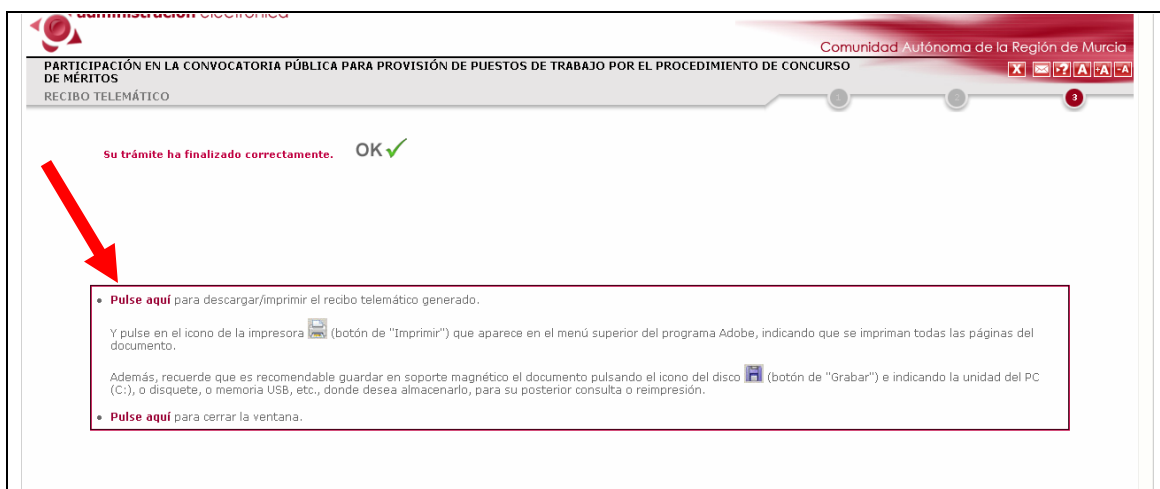 administración electrónica
Comunidad Autónoma de la Región de Murcia
PARTICIPACIÓN EN LA CONVOCATORIA PÚBLICA PARA PROVISIÓN DE PUESTOS DE TRABAJO POR EL PROCEDIMIENTO DE CONCURSO
DE MÉRITOS
X ? A +A -A
RECIBO TELEMÁTICO
1 2 3
Su trámite ha finalizado correctamente. OK
• Pulse aquí para descargar/imprimir el recibo telemático generado.
Y pulse en el icono de la impresora (botón de "Imprimir") que aparece en el menú superior del programa Adobe, indicando que se impriman todas las páginas del
documento.
Además, recuerde que es recomendable guardar en soporte magnético el documento pulsando el icono del disco (botón de "Grabar") e indicando la unidad del PC
(C:), o disquete, o memoria USB, etc., donde desea almacenarlo, para su posterior consulta o reimpresión.
• Pulse aquí para cerrar la ventana.